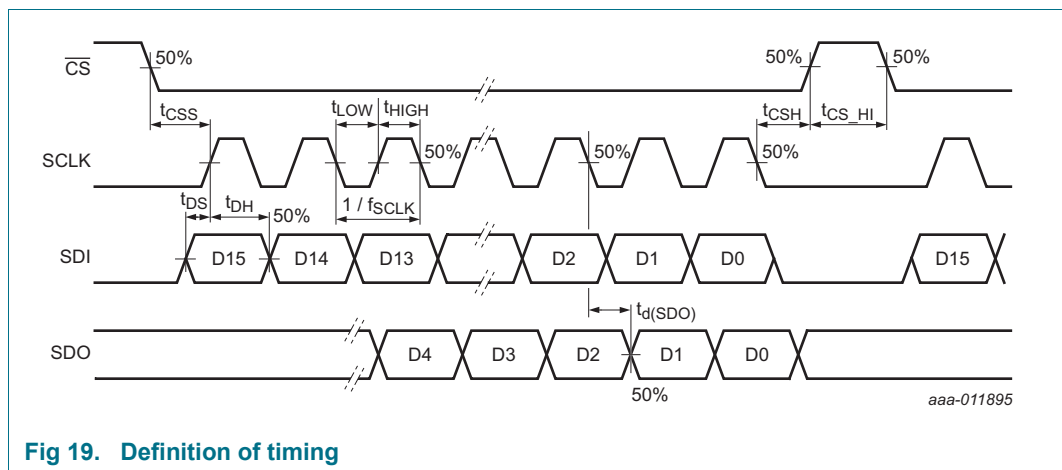 CS 50% 50% 50%
tCSS tLOW tHIGH tCSH tCS_HI
SCLK 50% 50% 50%
tDS tDH 50% 1 / fSCLK
SDI D15 D14 D13 D2 D1 D0 D15
td(SDO)
SDO D4 D3 D2 D1 D0
50%
aaa-011895
Fig 19. Definition of timing